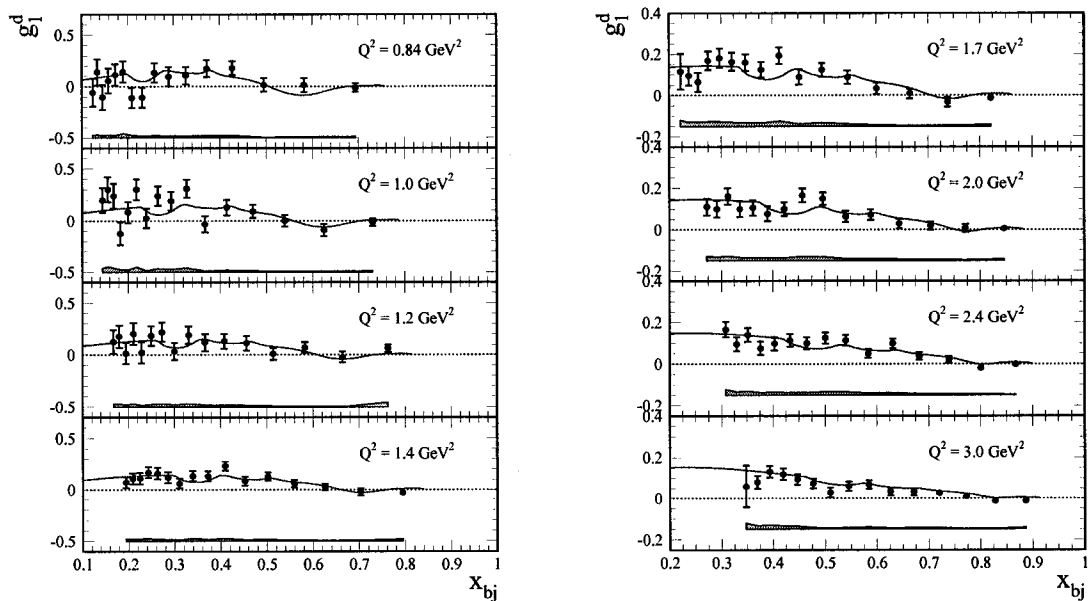 g₁ᵈ
0.5
0
-0.5
Q² = 0.84 GeV²
0.5
0
-0.5
Q² = 1.0 GeV²
0.5
0
-0.5
Q² = 1.2 GeV²
0.5
0
-0.5
Q² = 1.4 GeV²
0.1 0.2 0.3 0.4 0.5 0.6 0.7 0.8 0.9 1
x_bj
g₁ᵈ
0.4
0.2
0
-0.2
Q² = 1.7 GeV²
0.4
0.2
0
-0.2
Q² = 2.0 GeV²
0.4
0.2
0
-0.2
Q² = 2.4 GeV²
0.4
0.2
0
-0.2
Q² = 3.0 GeV²
0.2 0.3 0.4 0.5 0.6 0.7 0.8 0.9 1
x_bj